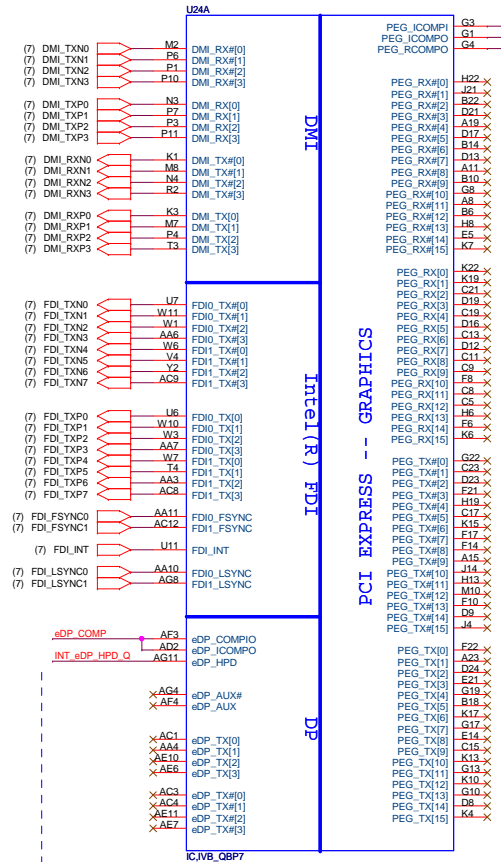 U24A
(7) DMI_TXN0 M2 DMI_RX#[0]
(7) DMI_TXN1 P6 DMI_RX#[1]
(7) DMI_TXN2 P1 DMI_RX#[2]
(7) DMI_TXN3 P10 DMI_RX#[3]
(7) DMI_TXP0 N3 DMI_RX[0]
(7) DMI_TXP1 P7 DMI_RX[1]
(7) DMI_TXP2 P3 DMI_RX[2]
(7) DMI_TXP3 P11 DMI_RX[3]
(7) DMI_RXN0 K1 DMI_TX#[0]
(7) DMI_RXN1 M8 DMI_TX#[1]
(7) DMI_RXN2 N4 DMI_TX#[2]
(7) DMI_RXN3 R2 DMI_TX#[3]
(7) DMI_RXP0 K3 DMI_TX[0]
(7) DMI_RXP1 M7 DMI_TX[1]
(7) DMI_RXP2 P4 DMI_TX[2]
(7) DMI_RXP3 T3 DMI_TX[3]
DMI
(7) FDI_TXN0 U7 FDI0_TX#[0]
(7) FDI_TXN1 W11 FDI0_TX#[1]
(7) FDI_TXN2 W1 FDI0_TX#[2]
(7) FDI_TXN3 AA6 FDI0_TX#[3]
(7) FDI_TXN4 W6 FDI1_TX#[0]
(7) FDI_TXN5 V4 FDI1_TX#[1]
(7) FDI_TXN6 Y2 FDI1_TX#[2]
(7) FDI_TXN7 AC9 FDI1_TX#[3]
(7) FDI_TXP0 U6 FDI0_TX[0]
(7) FDI_TXP1 W10 FDI0_TX[1]
(7) FDI_TXP2 W3 FDI0_TX[2]
(7) FDI_TXP3 AA7 FDI0_TX[3]
(7) FDI_TXP4 W7 FDI1_TX[0]
(7) FDI_TXP5 T4 FDI1_TX[1]
(7) FDI_TXP6 AA3 FDI1_TX[2]
(7) FDI_TXP7 AC8 FDI1_TX[3]
(7) FDI_FSYNC0 AA11 FDI0_FSYNC
(7) FDI_FSYNC1 AC12 FDI1_FSYNC
(7) FDI_INT U11 FDI_INT
(7) FDI_LSYNC0 AA10 FDI0_LSYNC
(7) FDI_LSYNC1 AG8 FDI1_LSYNC
Intel(R) FDI
eDP_COMP AF3 eDP_COMPIO
AD2 eDP_ICOMPO
INT_eDP_HPD_Q AG11 eDP_HPD
AG4 eDP_AUX#
AF4 eDP_AUX
AC1 eDP_TX[0]
AA4 eDP_TX[1]
AE10 eDP_TX[2]
AE6 eDP_TX[3]
AC3 eDP_TX#[0]
AC4 eDP_TX#[1]
AE11 eDP_TX#[2]
AE7 eDP_TX#[3]
DP
PEG_ICOMPI G3
PEG_ICOMPO G1
PEG_RCOMPO G4
PEG_RX#[0] H22
PEG_RX#[1] J21
PEG_RX#[2] B22
PEG_RX#[3] D21
PEG_RX#[4] A19
PEG_RX#[5] D17
PEG_RX#[6] B14
PEG_RX#[7] D13
PEG_RX#[8] A11
PEG_RX#[9] B10
PEG_RX#[10] G8
PEG_RX#[11] A8
PEG_RX#[12] B6
PEG_RX#[13] H8
PEG_RX#[14] E5
PEG_RX#[15] K7
PEG_RX[0] K22
PEG_RX[1] K19
PEG_RX[2] C21
PEG_RX[3] D19
PEG_RX[4] C19
PEG_RX[5] D16
PEG_RX[6] C13
PEG_RX[7] D12
PEG_RX[8] C11
PEG_RX[9] C9
PEG_RX[10] F8
PEG_RX[11] C8
PEG_RX[12] C5
PEG_RX[13] H6
PEG_RX[14] F6
PEG_RX[15] K6
PCI EXPRESS -- GRAPHICS
PEG_TX#[0] G22
PEG_TX#[1] C23
PEG_TX#[2] D23
PEG_TX#[3] F21
PEG_TX#[4] H19
PEG_TX#[5] C17
PEG_TX#[6] K15
PEG_TX#[7] F17
PEG_TX#[8] F14
PEG_TX#[9] A15
PEG_TX#[10] J14
PEG_TX#[11] H13
PEG_TX#[12] M10
PEG_TX#[13] F10
PEG_TX#[14] D9
PEG_TX#[15] J4
PEG_TX[0] F22
PEG_TX[1] A23
PEG_TX[2] D24
PEG_TX[3] E21
PEG_TX[4] G19
PEG_TX[5] B18
PEG_TX[6] K17
PEG_TX[7] G17
PEG_TX[8] E14
PEG_TX[9] C15
PEG_TX[10] K13
PEG_TX[11] G13
PEG_TX[12] K10
PEG_TX[13] G10
PEG_TX[14] D8
PEG_TX[15] K4
IC,IVB_QBP7